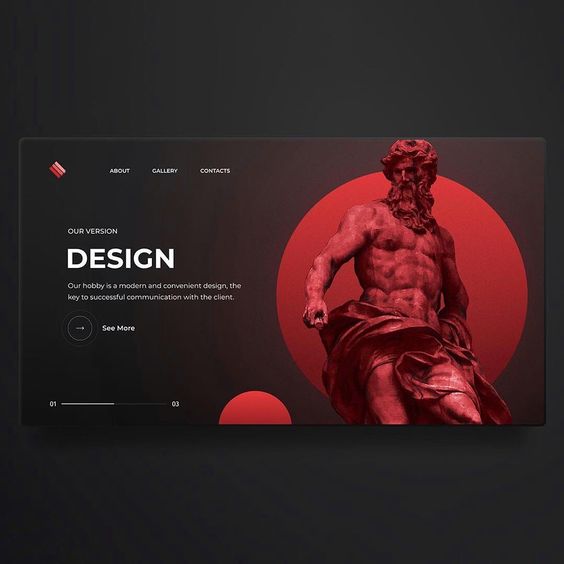 ABOUT GALLERY CONTACTS
OUR VERSION
DESIGN
Our hobby is a modern and convenient design, the
key to successful communication with the client.
See More
01 03